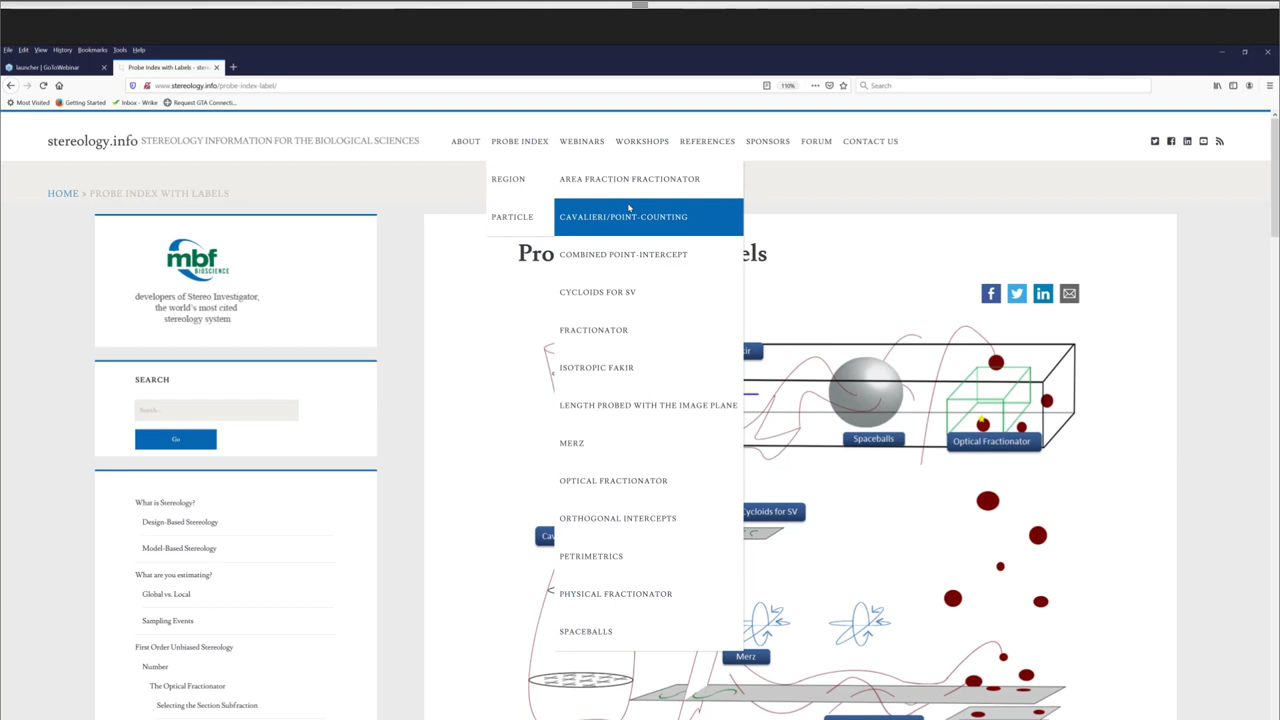 File Edit View History Bookmarks Tools Help
launcher | GoToWebinar
Probe Index with Labels - stere
www.stereology.info/probe-index-label/
110%
Search
Most Visited
Getting Started
Inbox - Wrike
Request GTA Connecti...
stereology.info STEREOLOGY INFORMATION FOR THE BIOLOGICAL SCIENCES
ABOUT PROBE INDEX WEBINARS WORKSHOPS REFERENCES SPONSORS FORUM CONTACT US
HOME > PROBE INDEX WITH LABELS
REGION
PARTICLE
AREA FRACTION FRACTIONATOR
CAVALIERI/POINT-COUNTING
COMBINED POINT-INTERCEPT
CYCLOIDS FOR SV
FRACTIONATOR
ISOTROPIC FAKIR
LENGTH PROBED WITH THE IMAGE PLANE
MERZ
OPTICAL FRACTIONATOR
ORTHOGONAL INTERCEPTS
PETRIMETRICS
PHYSICAL FRACTIONATOR
SPACEBALLS
mbf
BIOSCIENCE
developers of Stereo Investigator,
the world's most cited
stereology system
SEARCH
Search...
Go
What is Stereology?
Design-Based Stereology
Model-Based Stereology
What are you estimating?
Global vs. Local
Sampling Events
First Order Unbiased Stereology
Number
The Optical Fractionator
Selecting the Section Subfraction
Pro
els
kir
Spaceballs
Optical Fractionator
Cycloids for SV
Cav
Merz